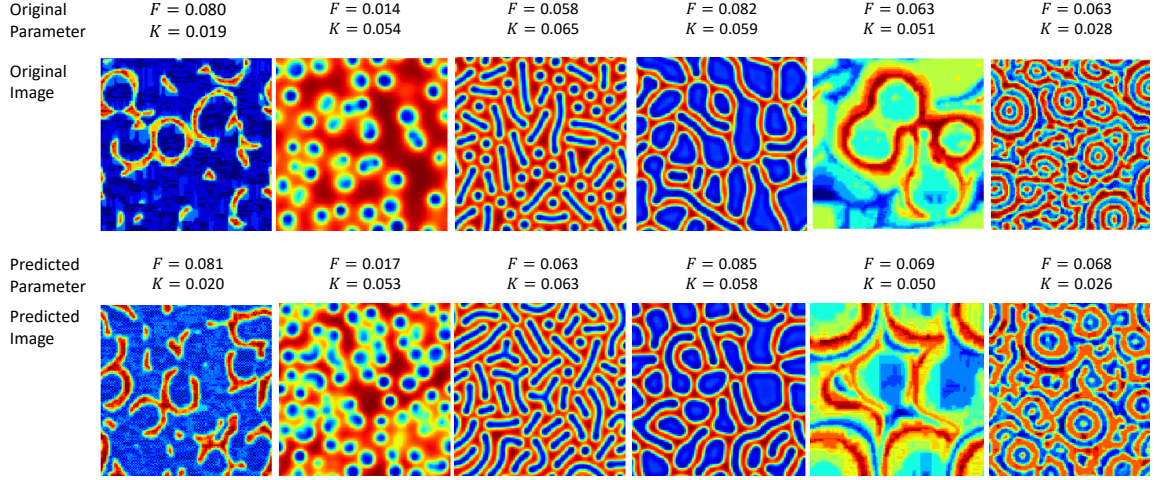 Original Parameter
F = 0.080
K = 0.019
F = 0.014
K = 0.054
F = 0.058
K = 0.065
F = 0.082
K = 0.059
F = 0.063
K = 0.051
F = 0.063
K = 0.028
Original
Image
Predicted
Parameter
F = 0.081
K = 0.020
F = 0.017
K = 0.053
F = 0.063
K = 0.063
F = 0.085
K = 0.058
F = 0.069
K = 0.050
F = 0.068
K = 0.026
Predicted
Image